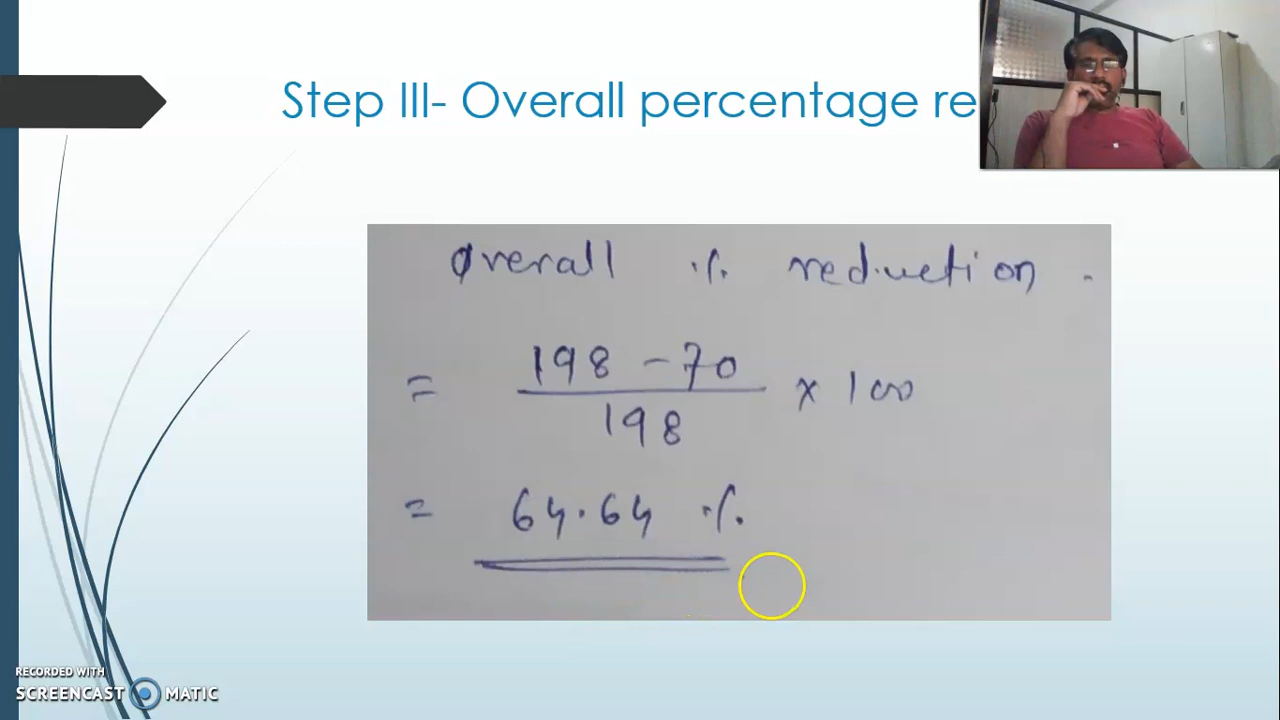 Step III- Overall percentage re
Overall % reduction .
= 198 - 70 / 198 × 100
= 64.64 %
RECORDED WITH
SCREENCAST MATIC